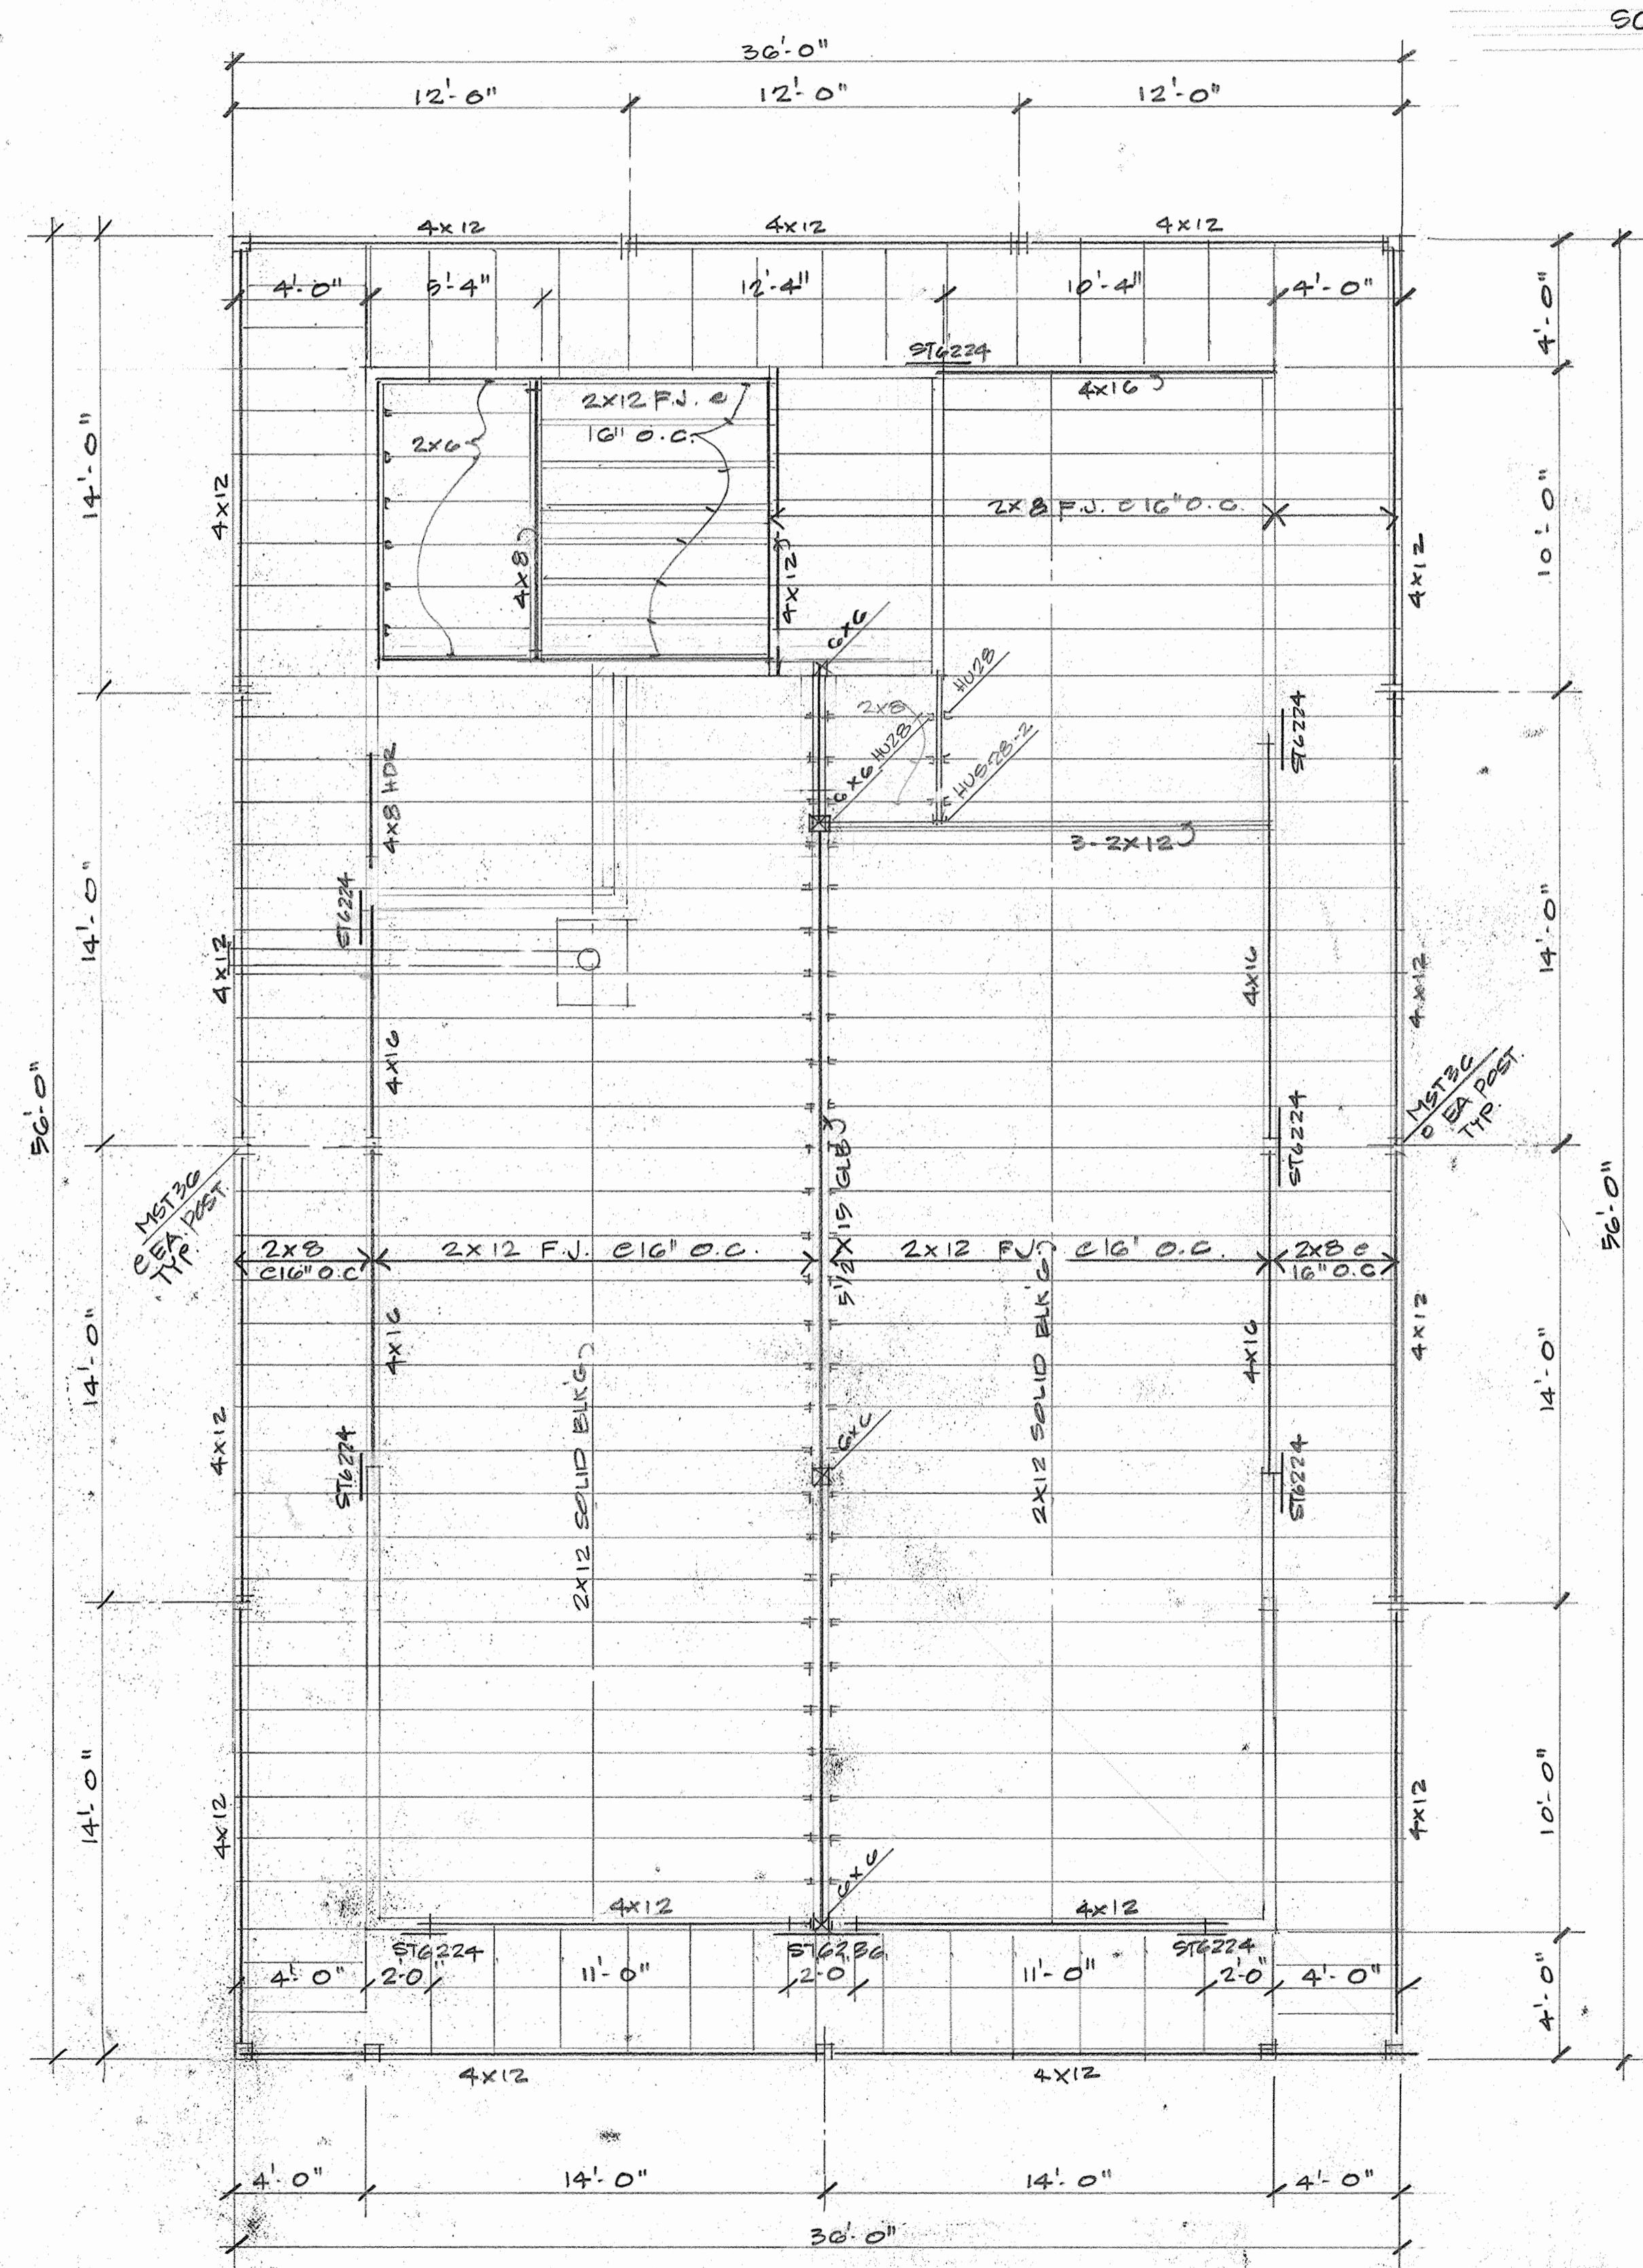 SC
36'-0"
12'-0"
12'-0"
12'-0"
4x12
4x12
4x12
4'-0"
5'-4"
12'-4"
10'-4"
4'-0"
4'-0"
ST6224
4x16
2x12 F.J. @
16" O.C.
2x6
14'-0"
4x12
2x8 F.J. @ 16" O.C.
10'-0"
4x8
4x12
4x12
6x6
HU28
2x8
HU28
6x6
HUS-28-2
ST6224
4x8 HDR
3-2x12
ST6224
14'-0"
4x12
4x16
4x12
14'-0"
4x16
56'-0"
MST36
@ EA POST.
TYP.
ST6224
5 1/2 x 15 GLB
MST36
@ EA. POST.
TYP.
56'-0"
2x8
@16" O.C
2x12 F.J. @16" O.C.
2x12 F.J. @16' O.C.
2x8 @
16" O.C
14'-0"
4x16
4x16
4x12
14'-0"
2x12 SOLID BLK'G
2x12 SOLID BLK'G
4x12
6x6
ST6224
ST6224
14'-0"
4x12
4x12
10'-0"
6x6
4x12
4x12
ST6224
ST6236
ST6224
4'-0"
2'-0"
11'-0"
2'-0"
11'-0"
2'-0"
4'-0"
4'-0"
4x12
4x12
4'-0"
14'-0"
14'-0"
4'-0"
36'-0"